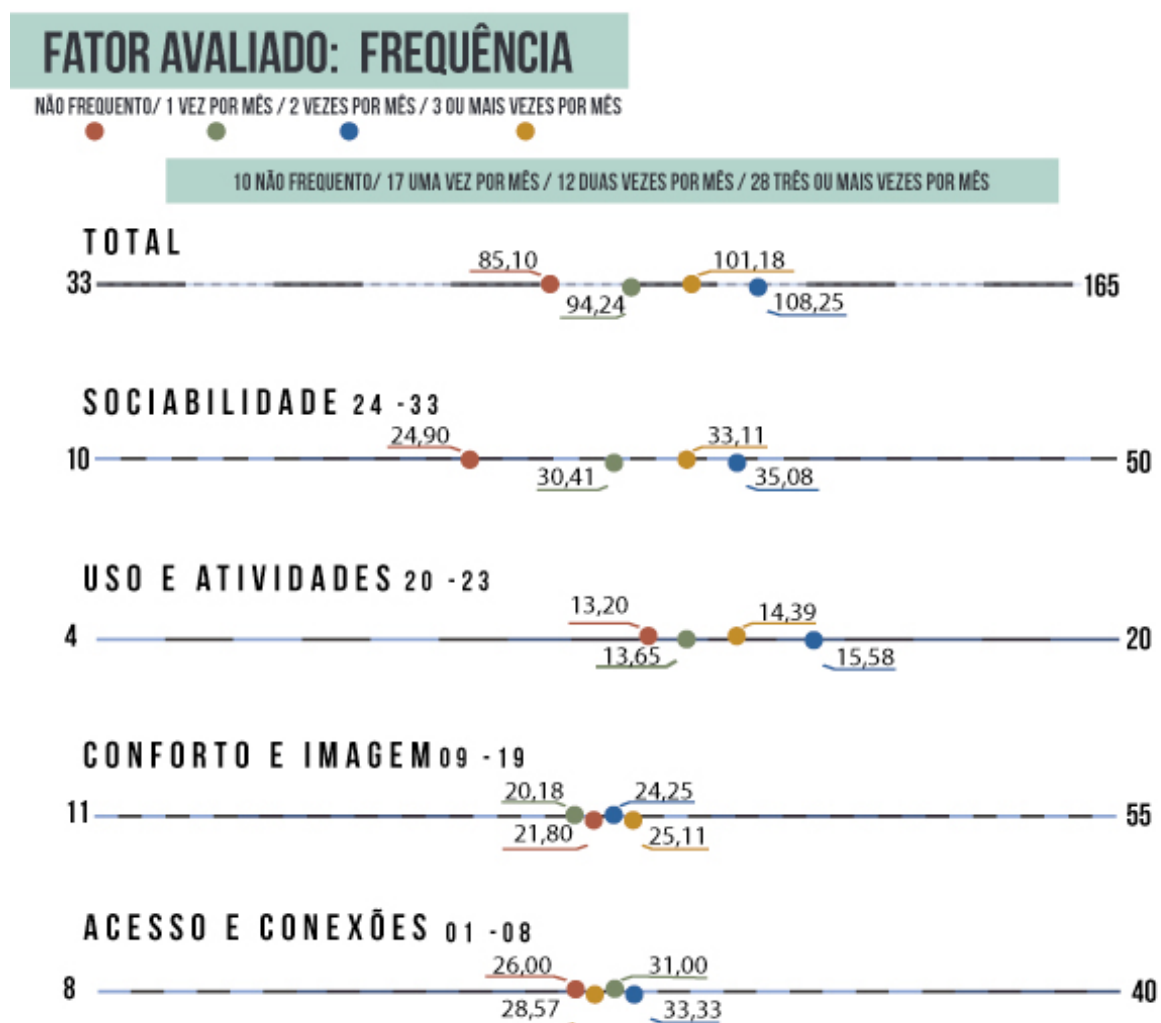 FATOR AVALIADO: FREQUÊNCIA
NÃO FREQUENTO/ 1 VEZ POR MÊS / 2 VEZES POR MÊS / 3 OU MAIS VEZES POR MÊS
10 NÃO FREQUENTO/ 17 UMA VEZ POR MÊS / 12 DUAS VEZES POR MÊS / 28 TRÊS OU MAIS VEZES POR MÊS
TOTAL
85,10 101,18
33 165
94,24 108,25
SOCIABILIDADE 24 -33
24,90 33,11
10 50
30,41 35,08
USO E ATIVIDADES 20 -23
13,20 14,39
4 20
13,65 15,58
CONFORTO E IMAGEM 09 -19
20,18 24,25
11 55
21,80 25,11
ACESSO E CONEXÕES 01 -08
26,00 31,00
8 40
28,57 33,33